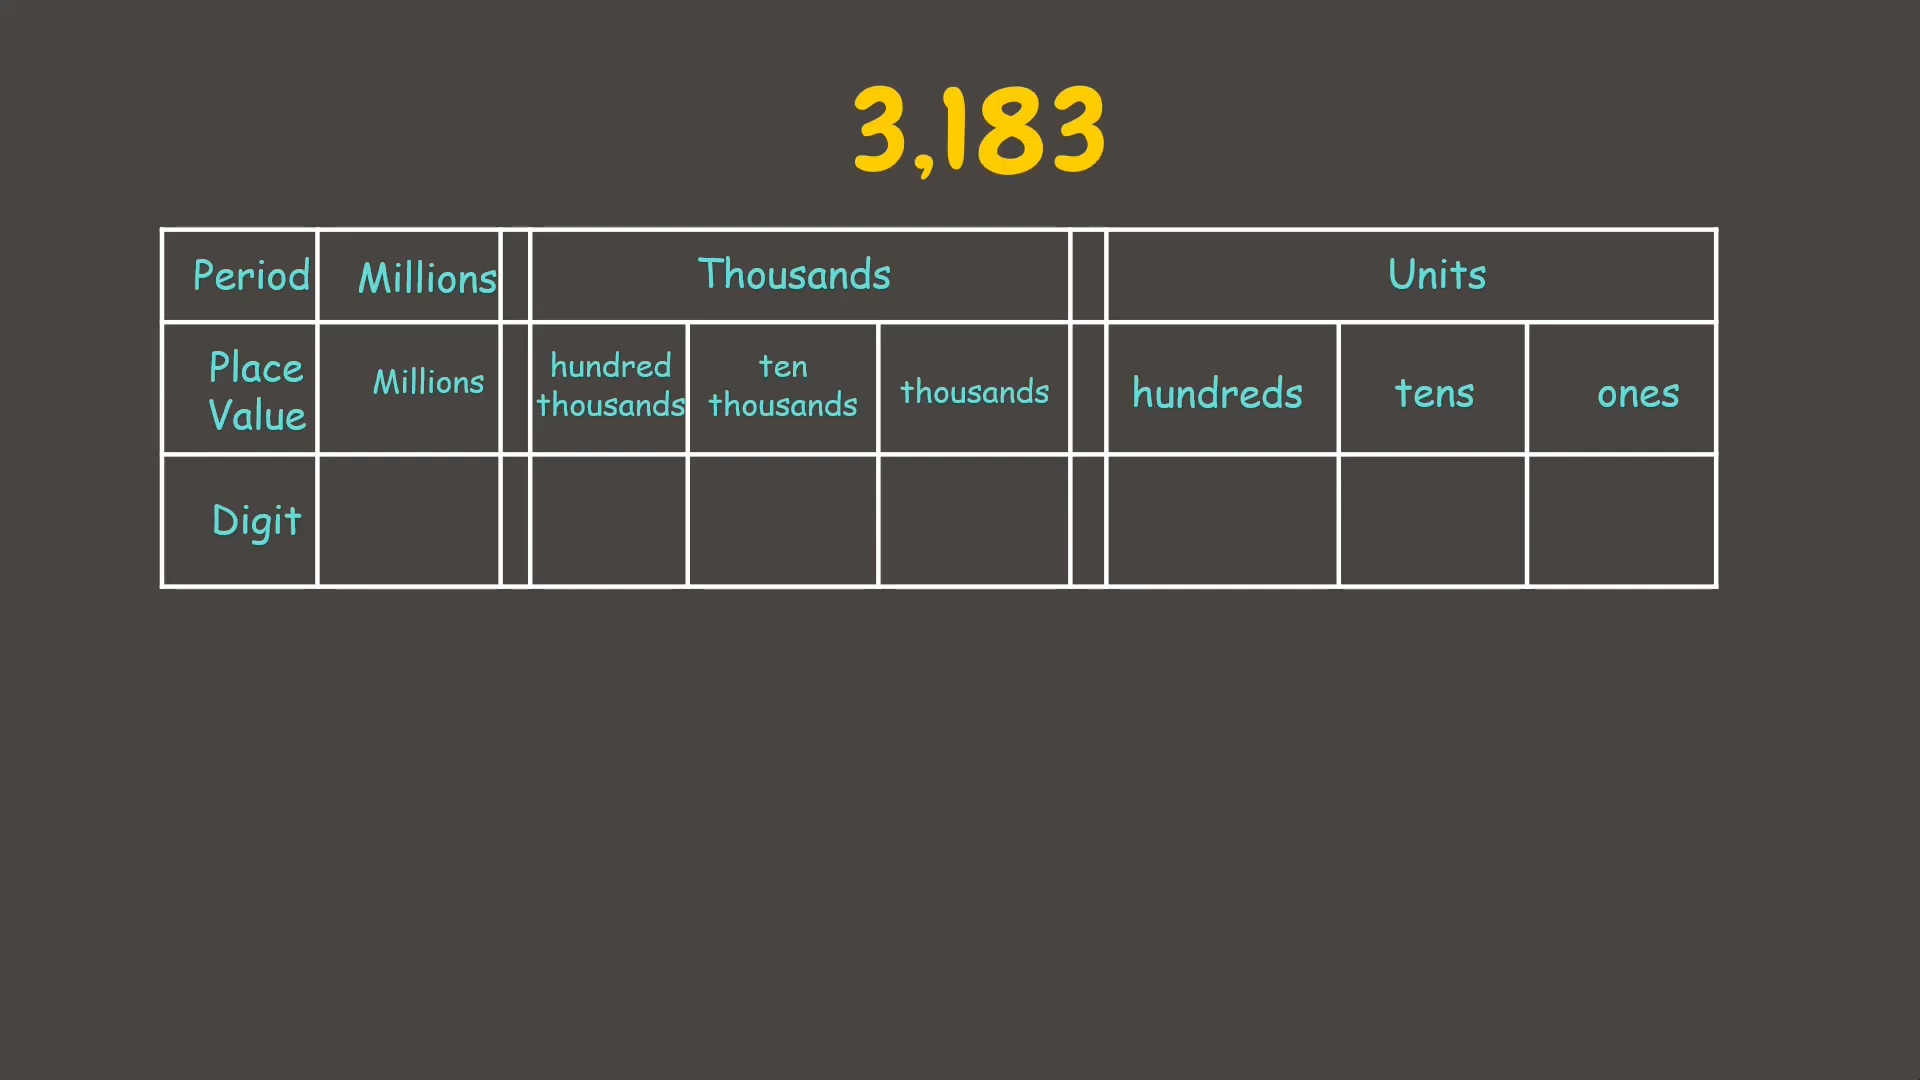 3,183
Period Millions Thousands Units
Place Value Millions hundred thousands ten thousands thousands hundreds tens ones
Digit